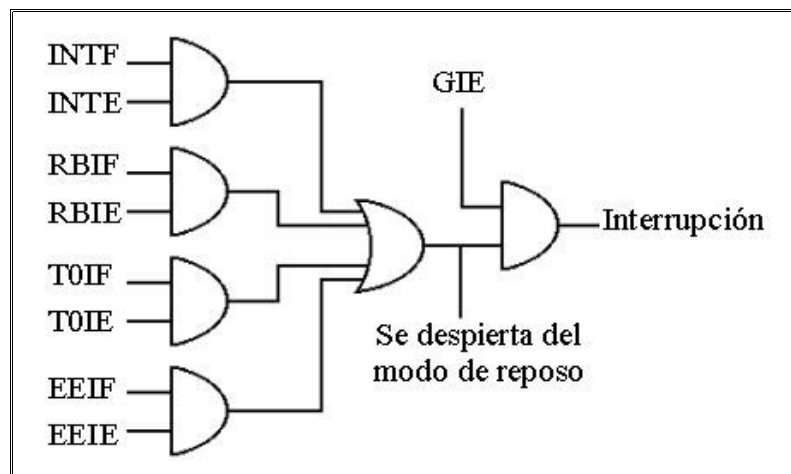 INTF
INTE
RBIF
RBIE
T0IF
T0IE
EEIF
EEIE
GIE
Interrupción
Se despierta del
modo de reposo